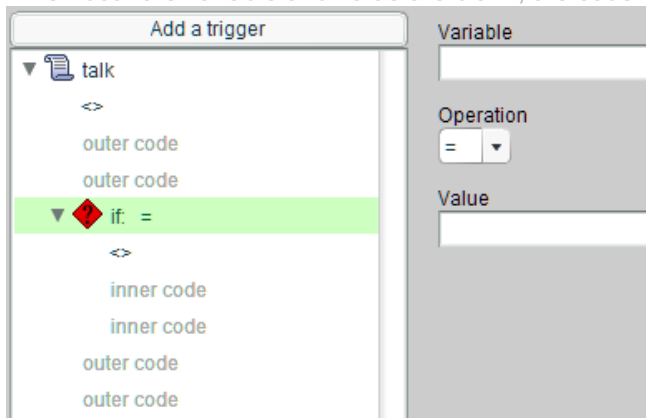 Add a trigger
talk
<>
outer code
outer code
if: =
<>
inner code
inner code
outer code
outer code
Variable
Operation
=
Value